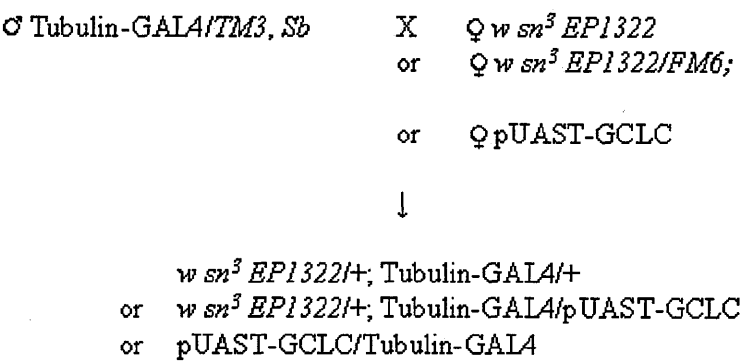 ♂ Tubulin-GAL4/TM3, Sb X ♀ w sn³ EP1322
or ♀ w sn³ EP1322/FM6;
or ♀ pUAST-GCLC
↓
w sn³ EP1322/+; Tubulin-GAL4/+
or w sn³ EP1322/+; Tubulin-GAL4/pUAST-GCLC
or pUAST-GCLC/Tubulin-GAL4